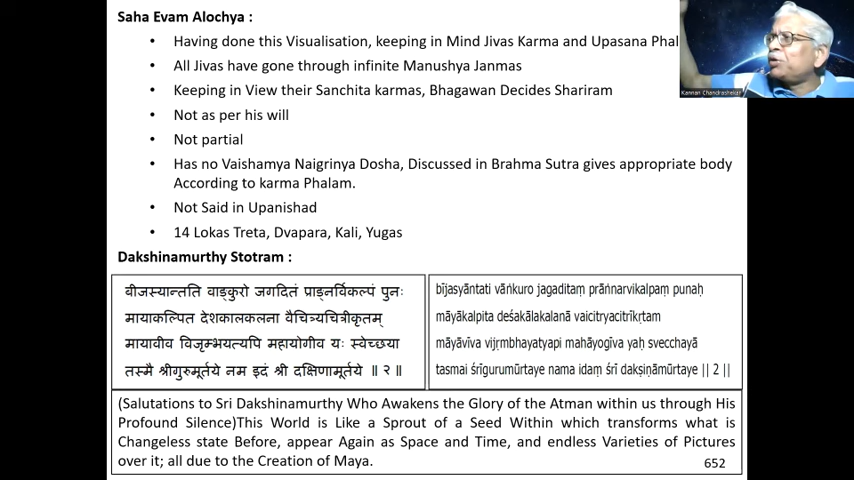 Saha Evam Alochya :
• Having done this Visualisation, keeping in Mind Jivas Karma and Upasana Phal
• All Jivas have gone through infinite Manushya Janmas
• Keeping in View their Sanchita karmas, Bhagawan Decides Shariram
• Not as per his will
• Not partial
• Has no Vaishamya Naigrinya Dosha, Discussed in Brahma Sutra gives appropriate body
According to karma Phalam.
• Not Said in Upanishad
• 14 Lokas Treta, Dvapara, Kali, Yugas
Dakshinamurthy Stotram :
बीजस्यान्तति वाङ्कुरो जगदितं प्राङ्नर्विकल्पं पुनः
मायाकल्पित देशकालकलना वैचित्र्यचित्रीकृतम्
मायावीव विजृम्भयत्यपि महायोगीव यः स्वेच्छया
तस्मै श्रीगुरुमूर्तये नम इदं श्री दक्षिणामूर्तये ॥ २ ॥
bījasyāntati vāṅkuro jagaditaṃ prāṅnarvikalpaṃ punaḥ
māyākalpita deśakālakalanā vaicitryacitrīkṛtam
māyāvīva vijṛmbhayatyapi mahāyogīva yaḥ svecchayā
tasmai śrīgurumūrtaye nama idaṃ śrī dakṣiṇāmūrtaye || 2 ||
(Salutations to Sri Dakshinamurthy Who Awakens the Glory of the Atman within us through His
Profound Silence)This World is Like a Sprout of a Seed Within which transforms what is
Changeless state Before, appear Again as Space and Time, and endless Varieties of Pictures
over it; all due to the Creation of Maya.
652
Kannan Chandrasheka